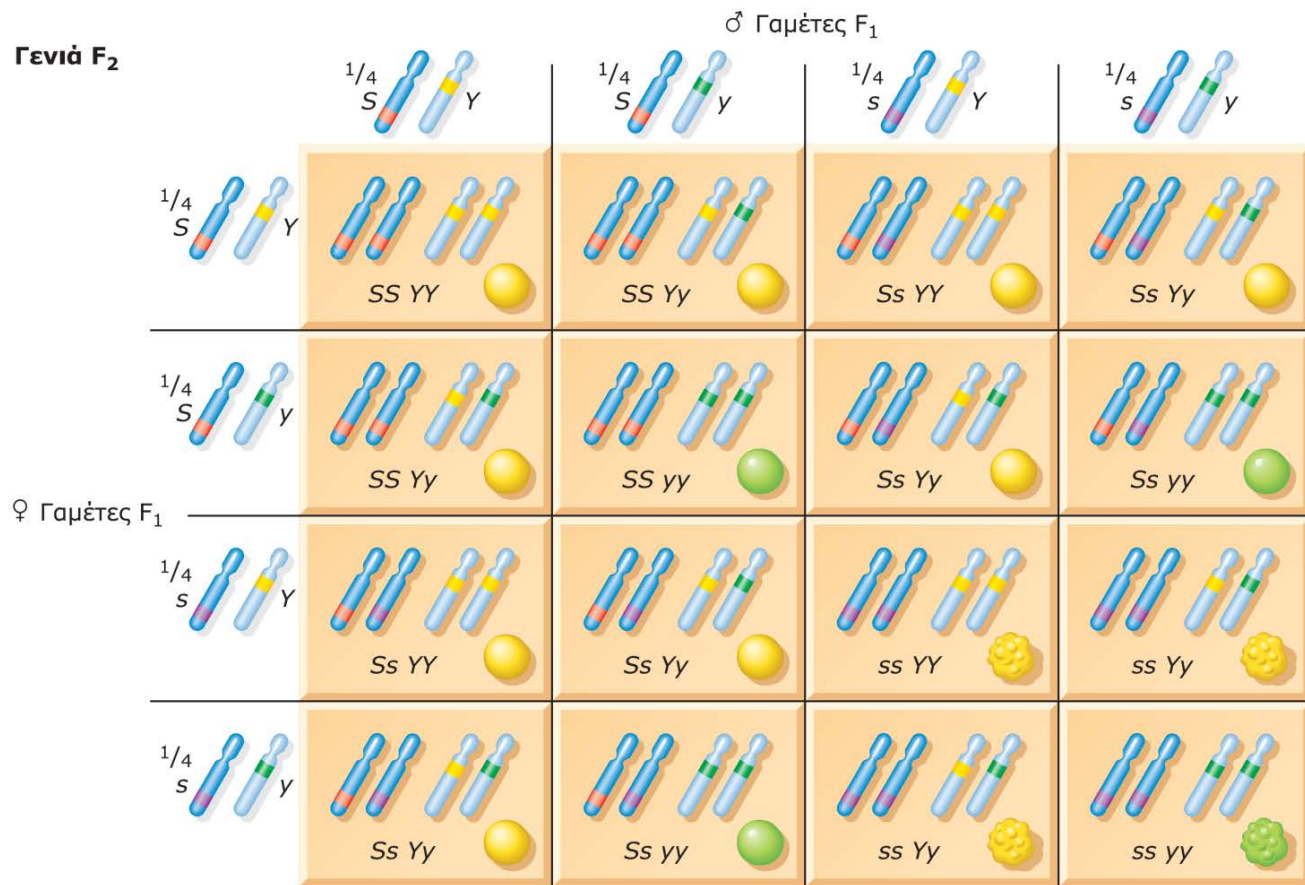 ♂ Γαμέτες F1
Γενιά F2
1/4 S Y
1/4 S y
1/4 s Y
1/4 s y
1/4 S Y
SS YY
SS Yy
Ss YY
Ss Yy
1/4 S y
SS Yy
SS yy
Ss Yy
Ss yy
♀ Γαμέτες F1
1/4 s Y
Ss YY
Ss Yy
ss YY
ss Yy
1/4 s y
Ss Yy
Ss yy
ss Yy
ss yy